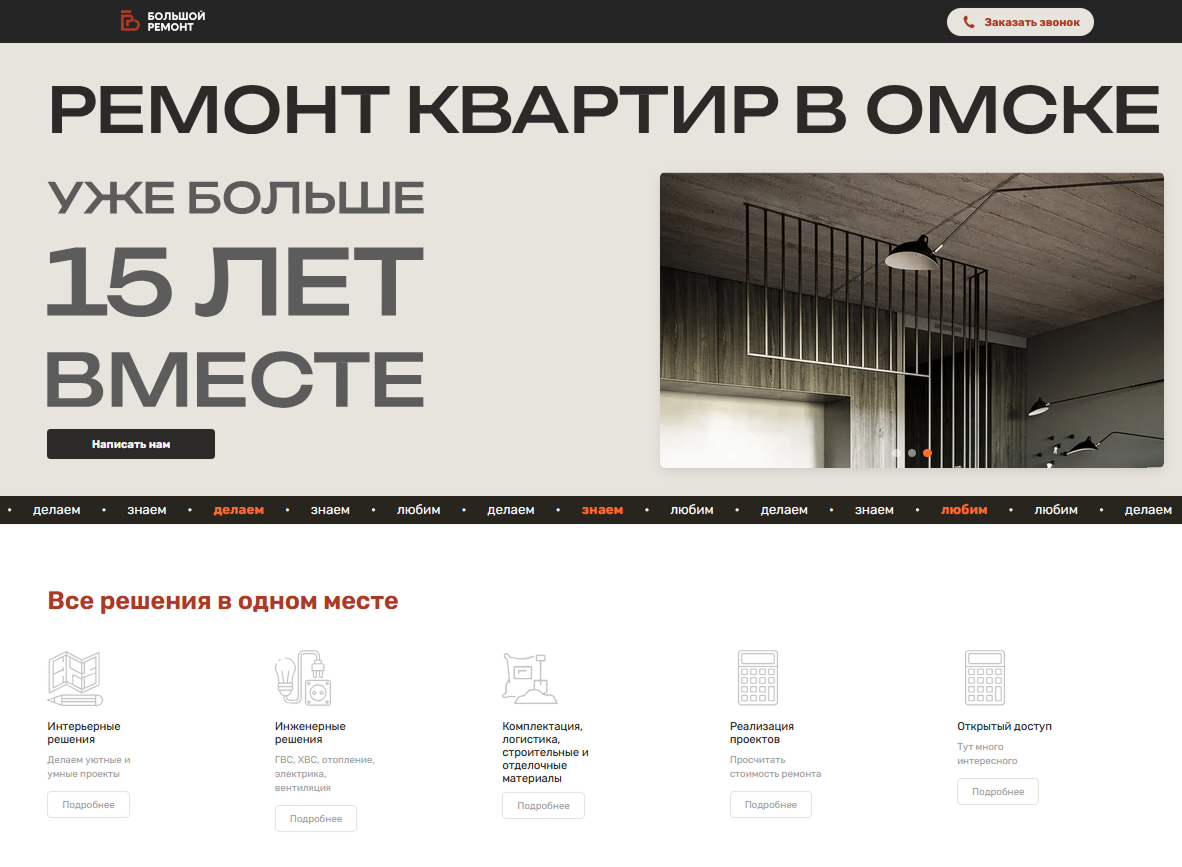 БОЛЬШОЙ
РЕМОНТ
Заказать звонок
РЕМОНТ КВАРТИР В ОМСКЕ
УЖЕ БОЛЬШЕ
15 ЛЕТ
ВМЕСТЕ
Написать нам
• делаем • знаем • делаем • знаем • любим • делаем • знаем • любим • делаем • знаем • любим • любим • делаем
Все решения в одном месте
Интерьерные
решения
Делаем уютные и
умные проекты
Подробнее
Инженерные
решения
ГВС, ХВС, отопление,
электрика,
вентиляция
Подробнее
Комплектация,
логистика,
строительные и
отделочные
материалы
Подробнее
Реализация
проектов
Просчитать
стоимость ремонта
Подробнее
Открытый доступ
Тут много
интересного
Подробнее